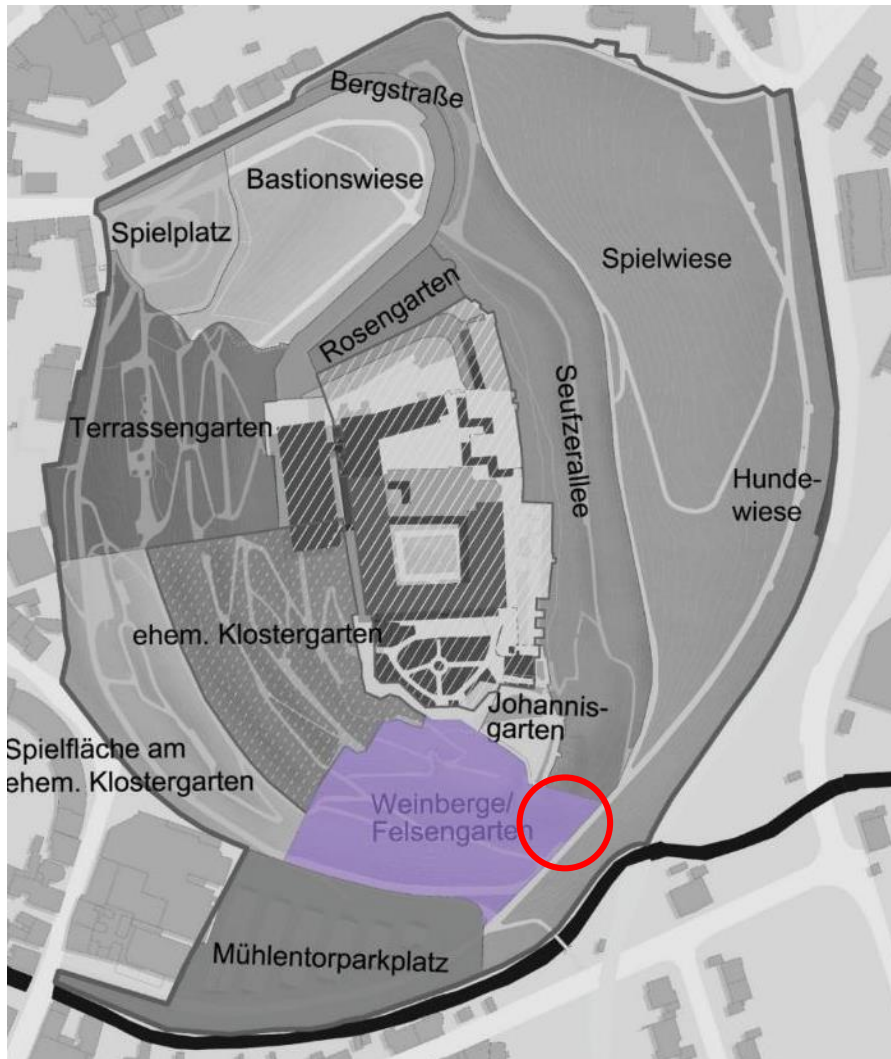 Bergstraße
Bastionswiese
Spielplatz
Spielwiese
Rosengarten
Seufzerallee
Terrassengarten
Hunde-
wiese
ehem. Klostergarten
Johannis-
garten
Spielfläche am
ehem. Klostergarten
Weinberge/
Felsengarten
Mühlentorparkplatz